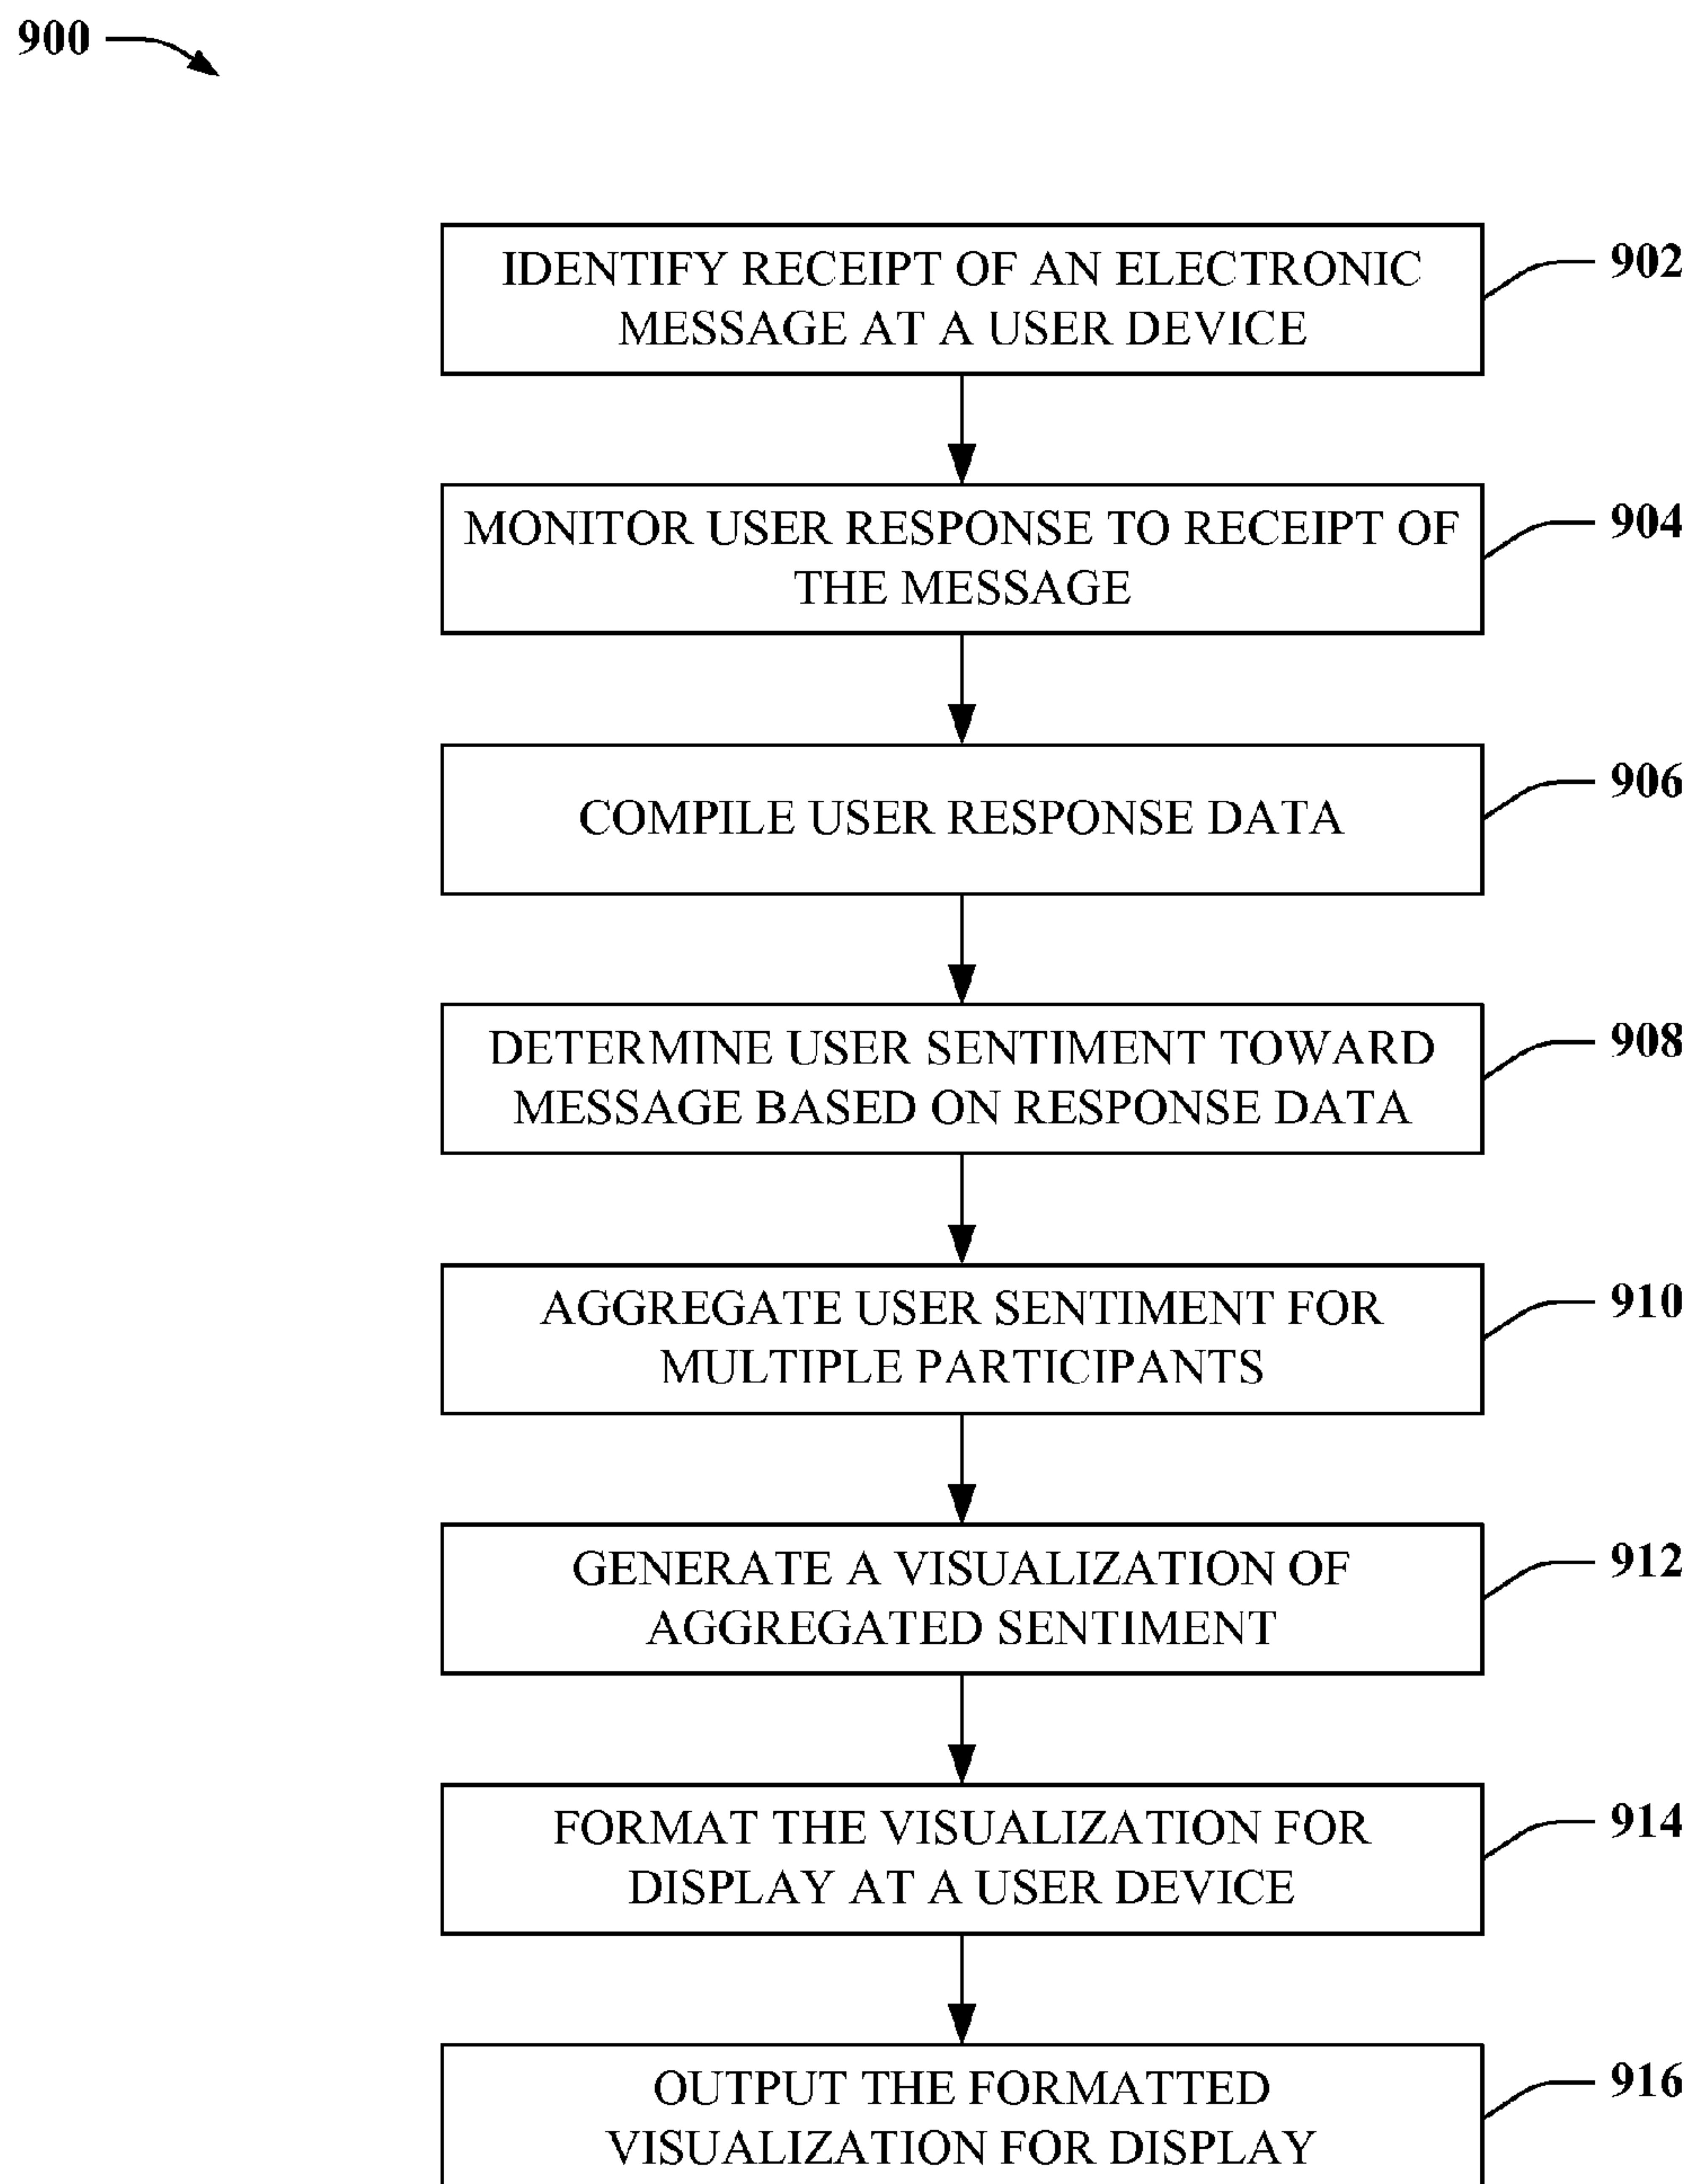 900
IDENTIFY RECEIPT OF AN ELECTRONIC
MESSAGE AT A USER DEVICE
902
MONITOR USER RESPONSE TO RECEIPT OF
THE MESSAGE
904
COMPILE USER RESPONSE DATA
906
DETERMINE USER SENTIMENT TOWARD
MESSAGE BASED ON RESPONSE DATA
908
AGGREGATE USER SENTIMENT FOR
MULTIPLE PARTICIPANTS
910
GENERATE A VISUALIZATION OF
AGGREGATED SENTIMENT
912
FORMAT THE VISUALIZATION FOR
DISPLAY AT A USER DEVICE
914
OUTPUT THE FORMATTED
VISUALIZATION FOR DISPLAY
916